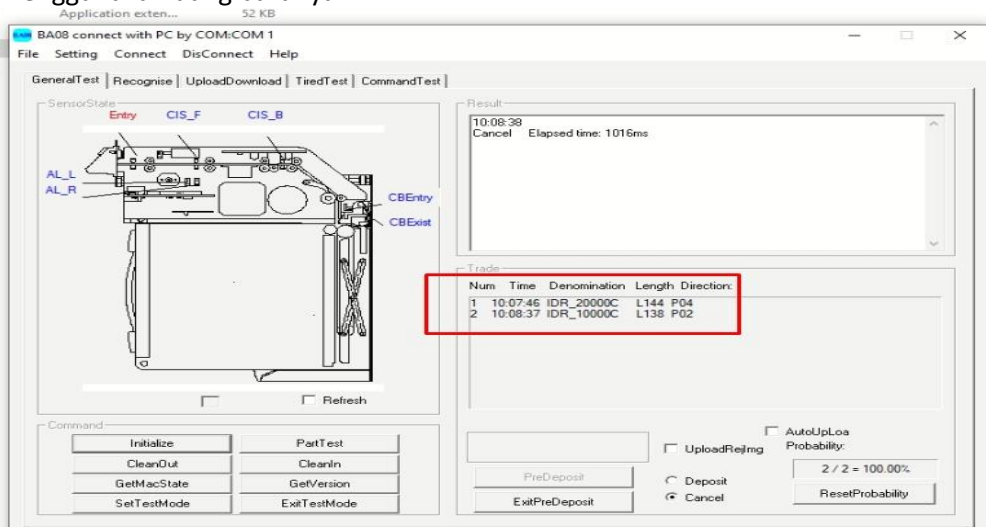 Application exten... 52 KB
BA08 connect with PC by COM:COM 1
File Setting Connect DisConnect Help
GeneralTest Recognise UploadDownload TiredTest CommandTest
SensorState
Entry CIS_F CIS_B
AL_L
AL_R
CBEntry
CBExist
Refresh
Result
10:08:38
Cancel Elapsed time: 1016ms
Trade
Num Time Denomination Length Direction:
1 10:07:46 IDR_20000C L144 P04
2 10:08:37 IDR_10000C L138 P02
Command
Initialize PartTest
CleanOut CleanIn
GetMacState GetVersion
SetTestMode ExitTestMode
PreDeposit
ExitPreDeposit
UploadRejImg
Deposit
Cancel
AutoUpLoa
Probability:
2 / 2 = 100.00%
ResetProbability